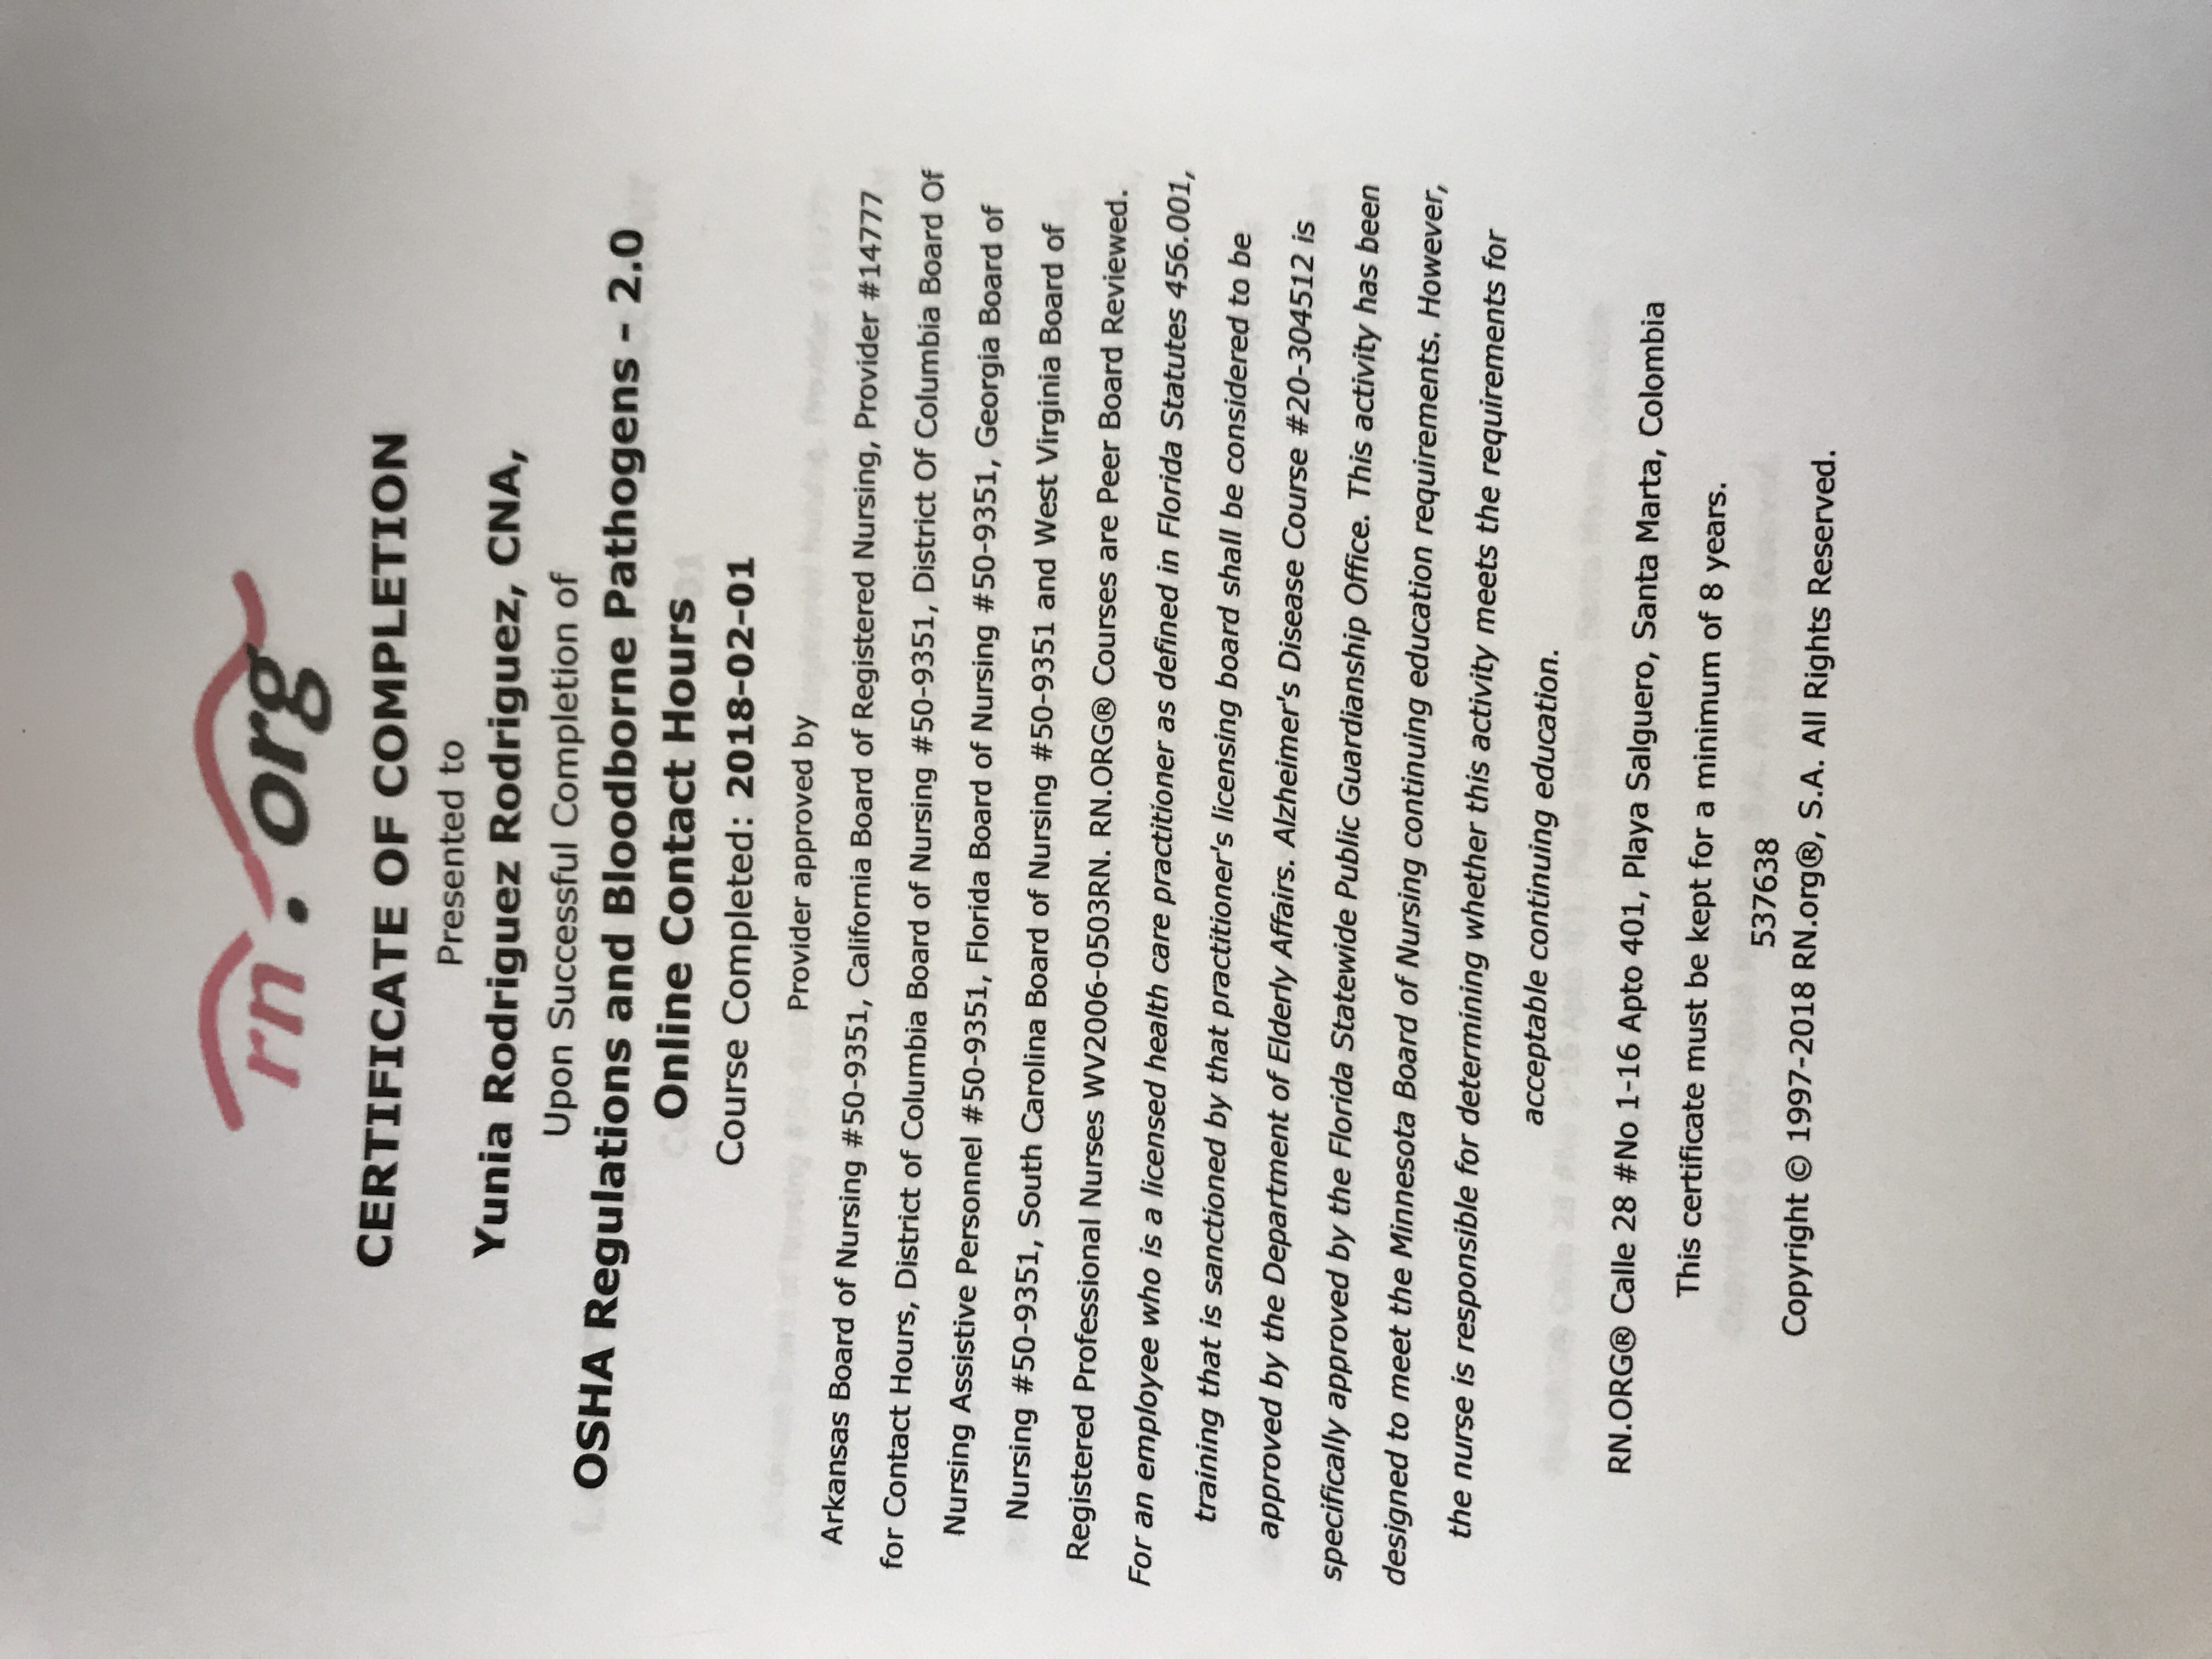 rn.org
CERTIFICATE OF COMPLETION
Presented to
Yunia Rodriguez Rodriguez, CNA,
Upon Successful Completion of
OSHA Regulations and Bloodborne Pathogens - 2.0
Online Contact Hours
Course Completed: 2018-02-01
Provider approved by
Arkansas Board of Nursing #50-9351, California Board of Registered Nursing, Provider #14777
for Contact Hours, District of Columbia Board of Nursing #50-9351, District Of Columbia Board Of
Nursing Assistive Personnel #50-9351, Florida Board of Nursing #50-9351, Georgia Board of
Nursing #50-9351, South Carolina Board of Nursing #50-9351 and West Virginia Board of
Registered Professional Nurses WV2006-0503RN. RN.ORG® Courses are Peer Board Reviewed.
For an employee who is a licensed health care practitioner as defined in Florida Statutes 456.001,
training that is sanctioned by that practitioner's licensing board shall be considered to be
approved by the Department of Elderly Affairs. Alzheimer's Disease Course #20-304512 is
specifically approved by the Florida Statewide Public Guardianship Office. This activity has been
designed to meet the Minnesota Board of Nursing continuing education requirements. However,
the nurse is responsible for determining whether this activity meets the requirements for
acceptable continuing education.
RN.ORG® Calle 28 #No 1-16 Apto 401, Playa Salguero, Santa Marta, Colombia
This certificate must be kept for a minimum of 8 years.
537638
Copyright © 1997-2018 RN.org®, S.A. All Rights Reserved.